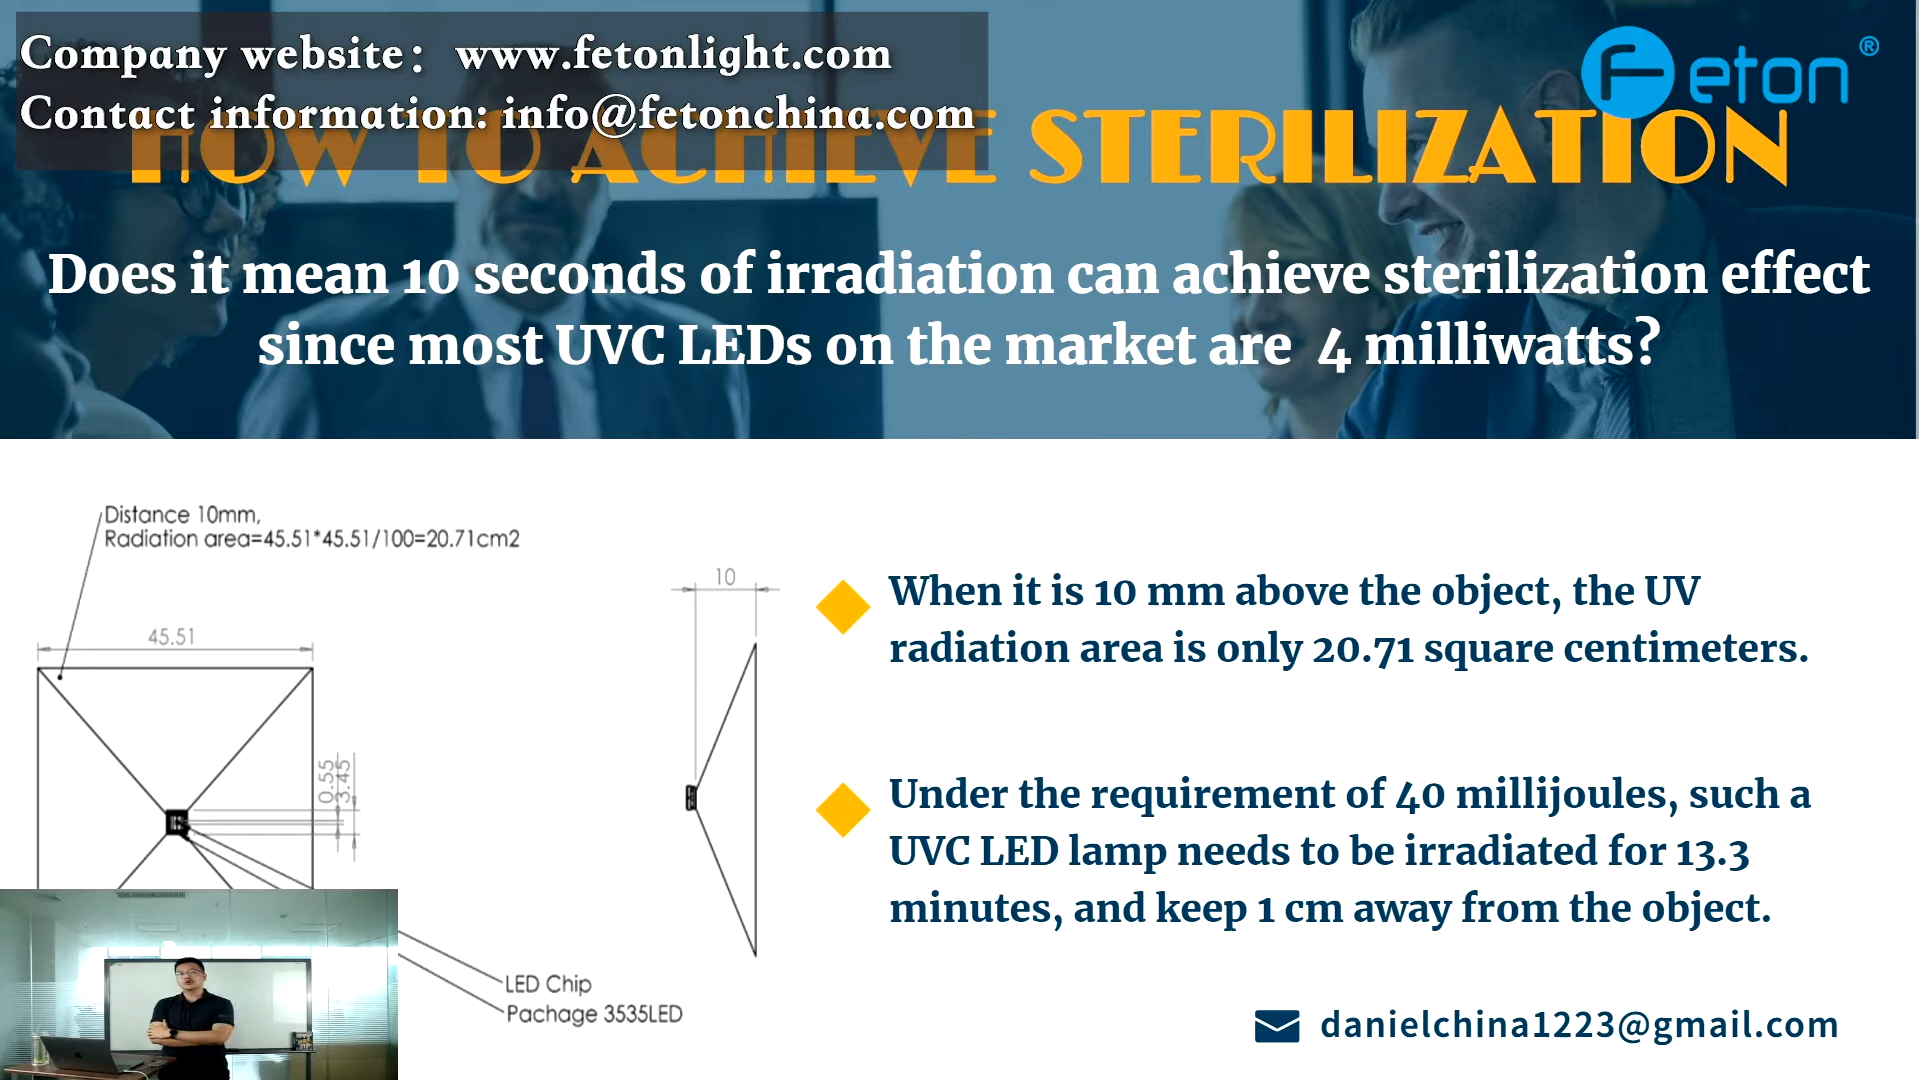 Company website：www.fetonlight.com
Contact information: info@fetonchina.com
Feton ®
HOW TO ACHIEVE STERILIZATION
Does it mean 10 seconds of irradiation can achieve sterilization effect
since most UVC LEDs on the market are 4 milliwatts?
Distance 10mm,
Radiation area=45.51*45.51/100=20.71cm2
45.51
10
0.55
3.45
When it is 10 mm above the object, the UV
radiation area is only 20.71 square centimeters.
Under the requirement of 40 millijoules, such a
UVC LED lamp needs to be irradiated for 13.3
minutes, and keep 1 cm away from the object.
LED Chip
Pachage 3535LED
danielchina1223@gmail.com